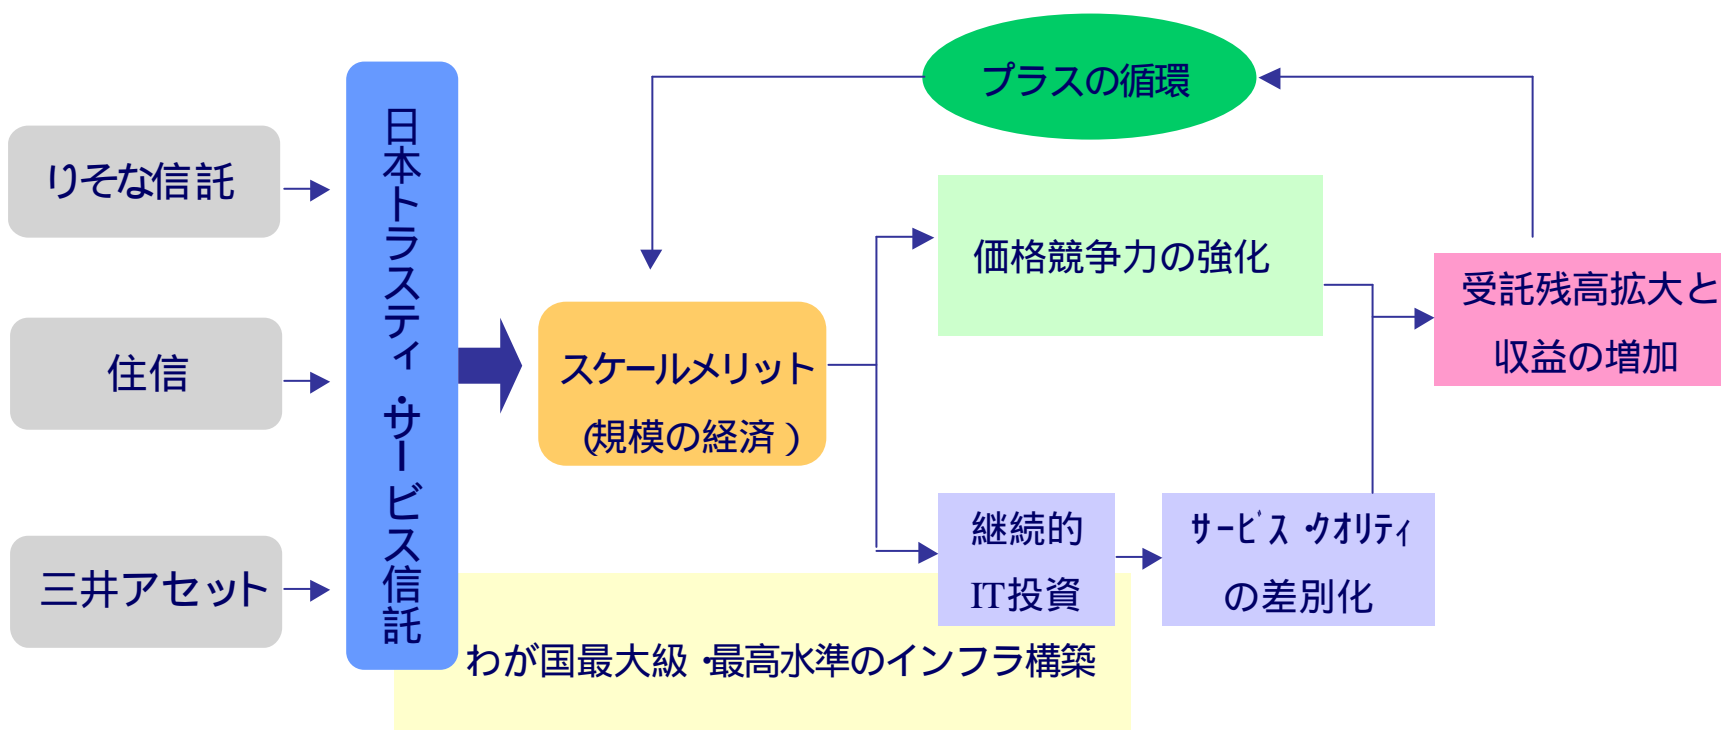 プラスの循環
りそな信託
住信
三井アセット
日本トラスティ・サービス信託
スケールメリット
(規模の経済)
価格競争力の強化
継続的
IT投資
サービス・クオリティ
の差別化
受託残高拡大と
収益の増加
わが国最大級・最高水準のインフラ構築